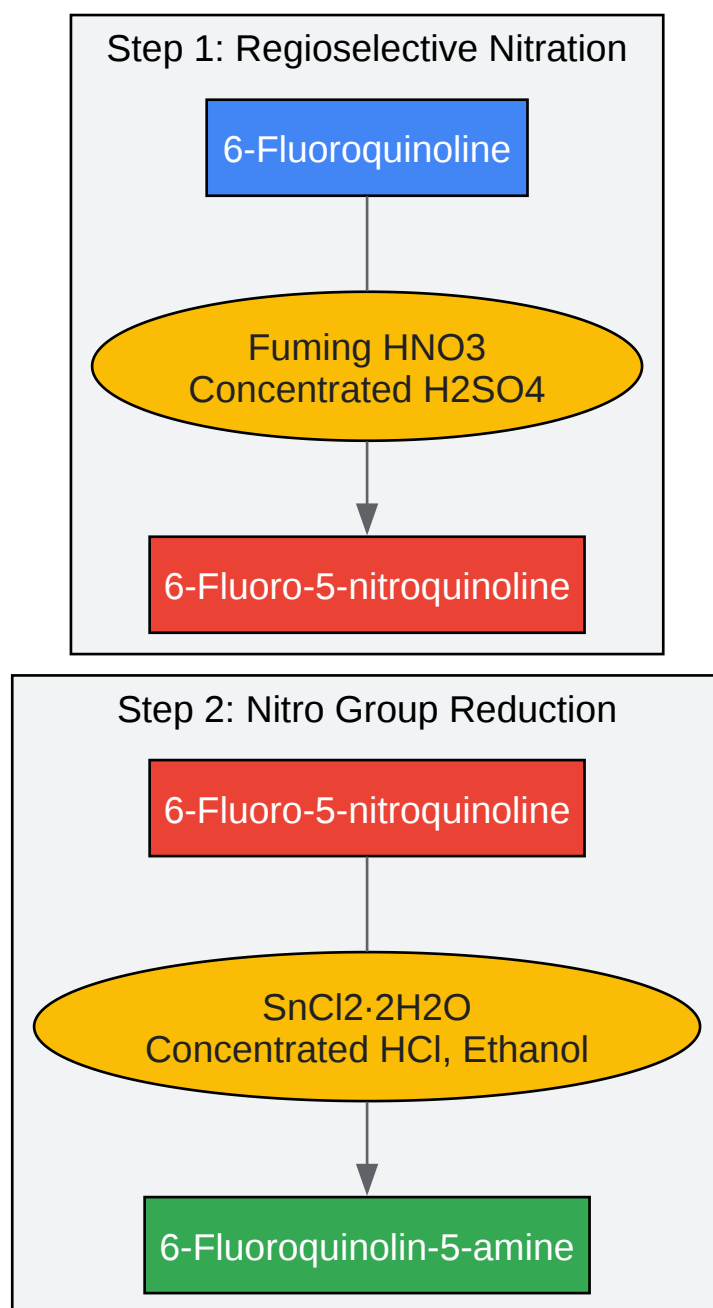 Step 1: Regioselective Nitration
6-Fluoroquinoline
Fuming HNO3
Concentrated H2SO4
6-Fluoro-5-nitroquinoline
Step 2: Nitro Group Reduction
6-Fluoro-5-nitroquinoline
SnCl2·2H2O
Concentrated HCl, Ethanol
6-Fluoroquinolin-5-amine